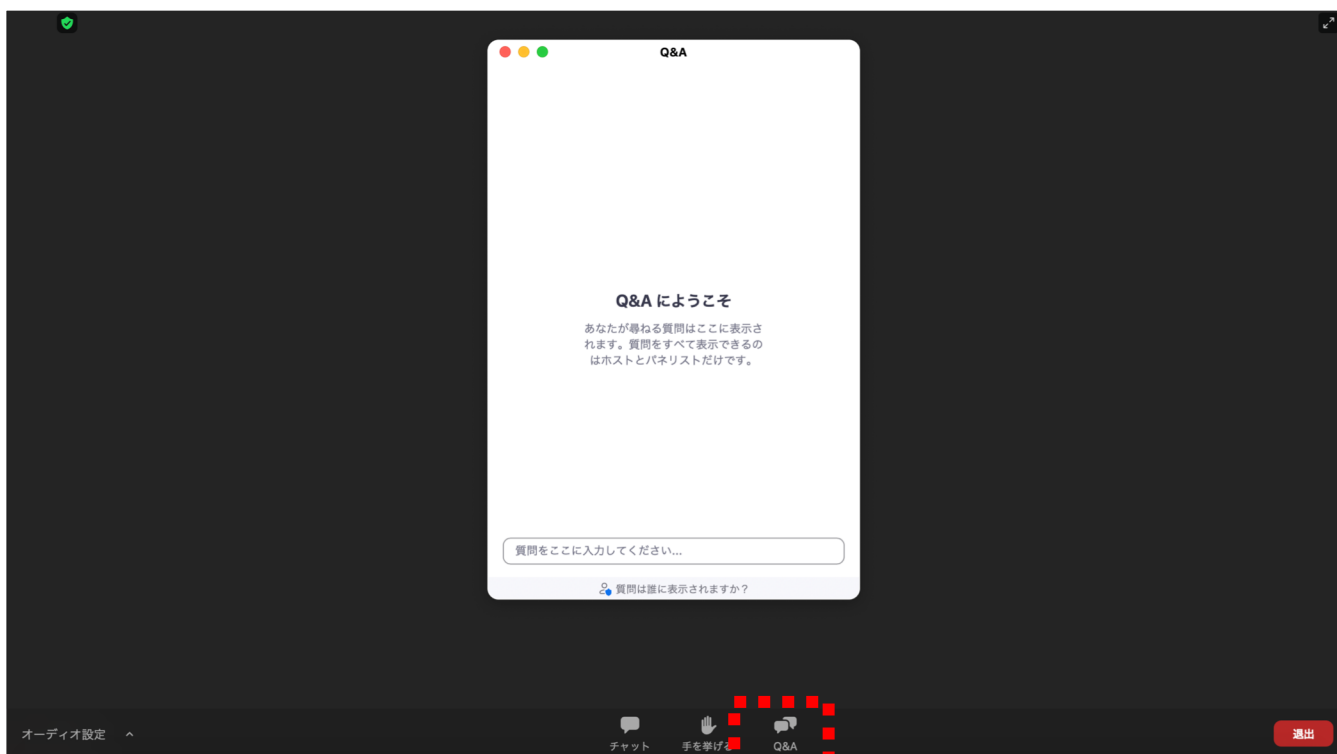 Q&A
Q&A にようこそ
あなたが尋ねる質問はここに表示さ
れます。質問をすべて表示できるの
はホストとパネリストだけです。
質問をここに入力してください...
質問は誰に表示されますか？
オーディオ設定
チャット
手を挙げる
Q&A
退出